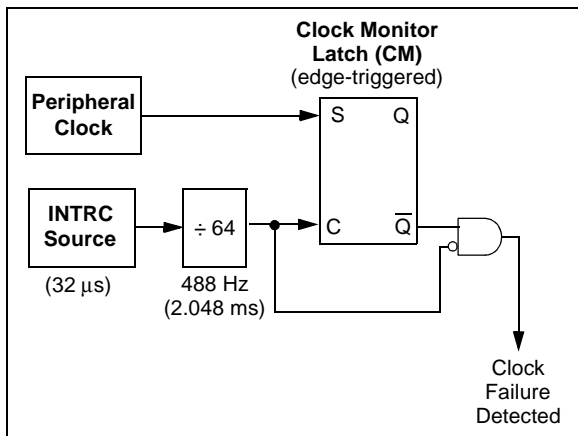 Clock Monitor
Latch (CM)
(edge-triggered)
Peripheral
Clock
S
Q
INTRC
Source
÷ 64
C
Q̅
(32 μs)
488 Hz
(2.048 ms)
Clock
Failure
Detected